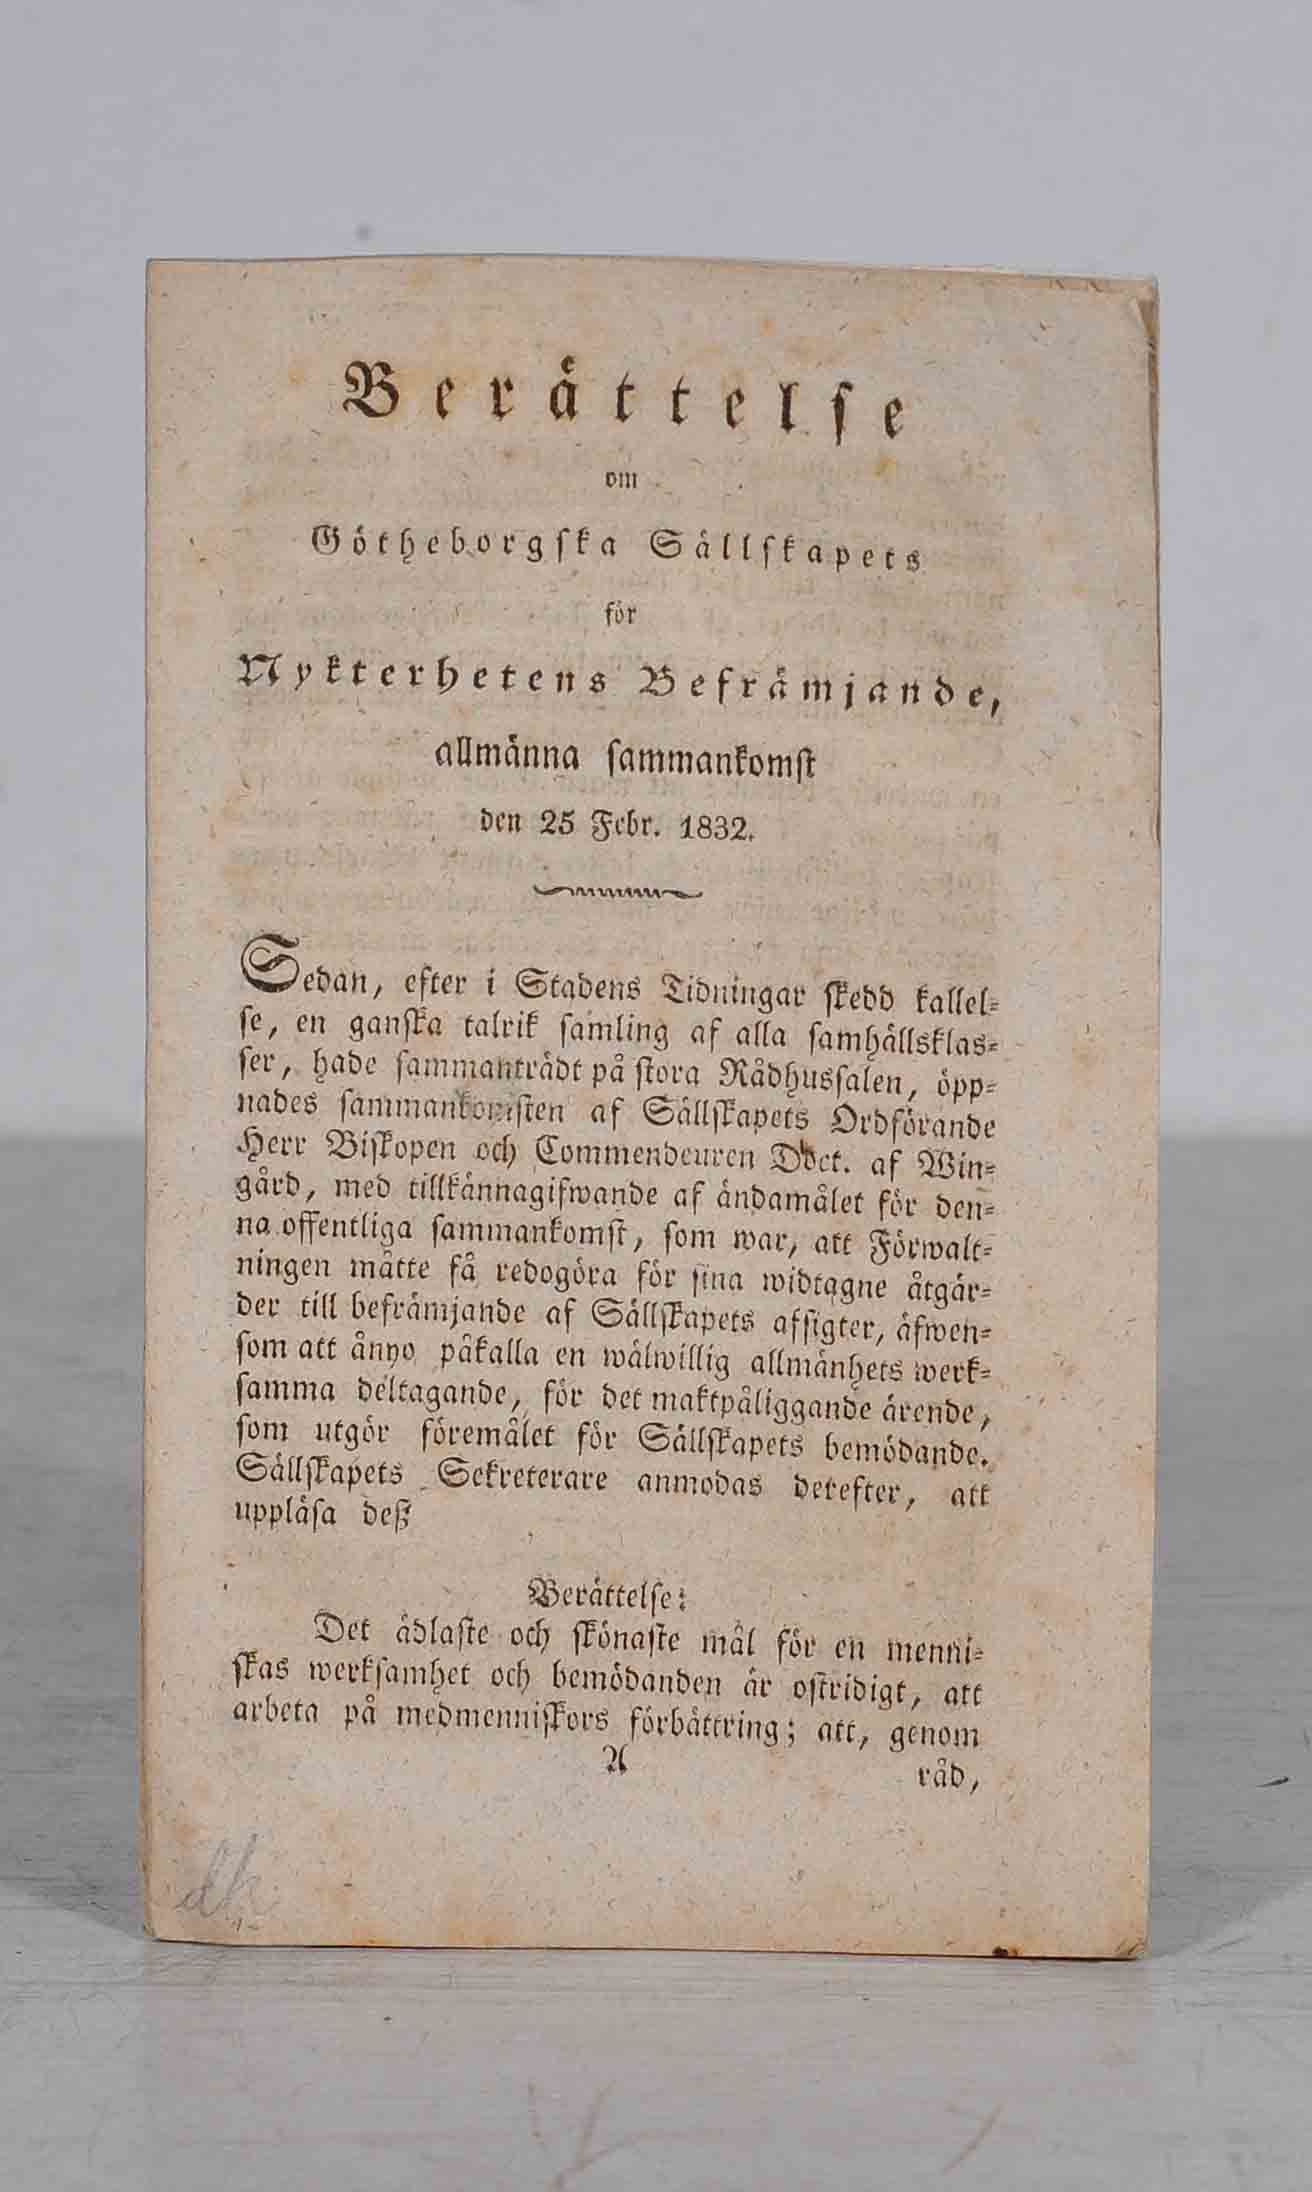 Berättelse
om
Götheborgska Sällskapets
för
Nykterhetens Befrämjande,
allmänna sammankomst
den 25 Febr. 1832.
Sedan, efter i Stadens Tidningar skedd kallel=
se, en ganska talrik samling af alla samhällsklas=
ser, hade sammanträdt på stora Rådhussalen, öpp=
nades sammankomsten af Sällskapets Ordförande
Herr Biskopen och Commendeuren Doct. af Win=
gård, med tillkännagifwande af ändamålet för den=
na offentliga sammankomst, som war, att Förwalt=
ningen måtte få redogöra för sina widtagne åtgär=
der till befrämjande af Sällskapets afsigter, äfwen=
som att ånyo påkalla en wälwillig allmänhets werk=
samma deltagande, för det maktpåliggande ärende,
som utgör föremålet för Sällskapets bemödande.
Sällskapets Sekreterare anmodas derefter, att
uppläsa deß
Berättelse:
Det ädlaste och skönaste mål för en menni=
skas werksamhet och bemödanden är ostridigt, att
arbeta på medmenniskors förbättring; att, genom
A
råd,